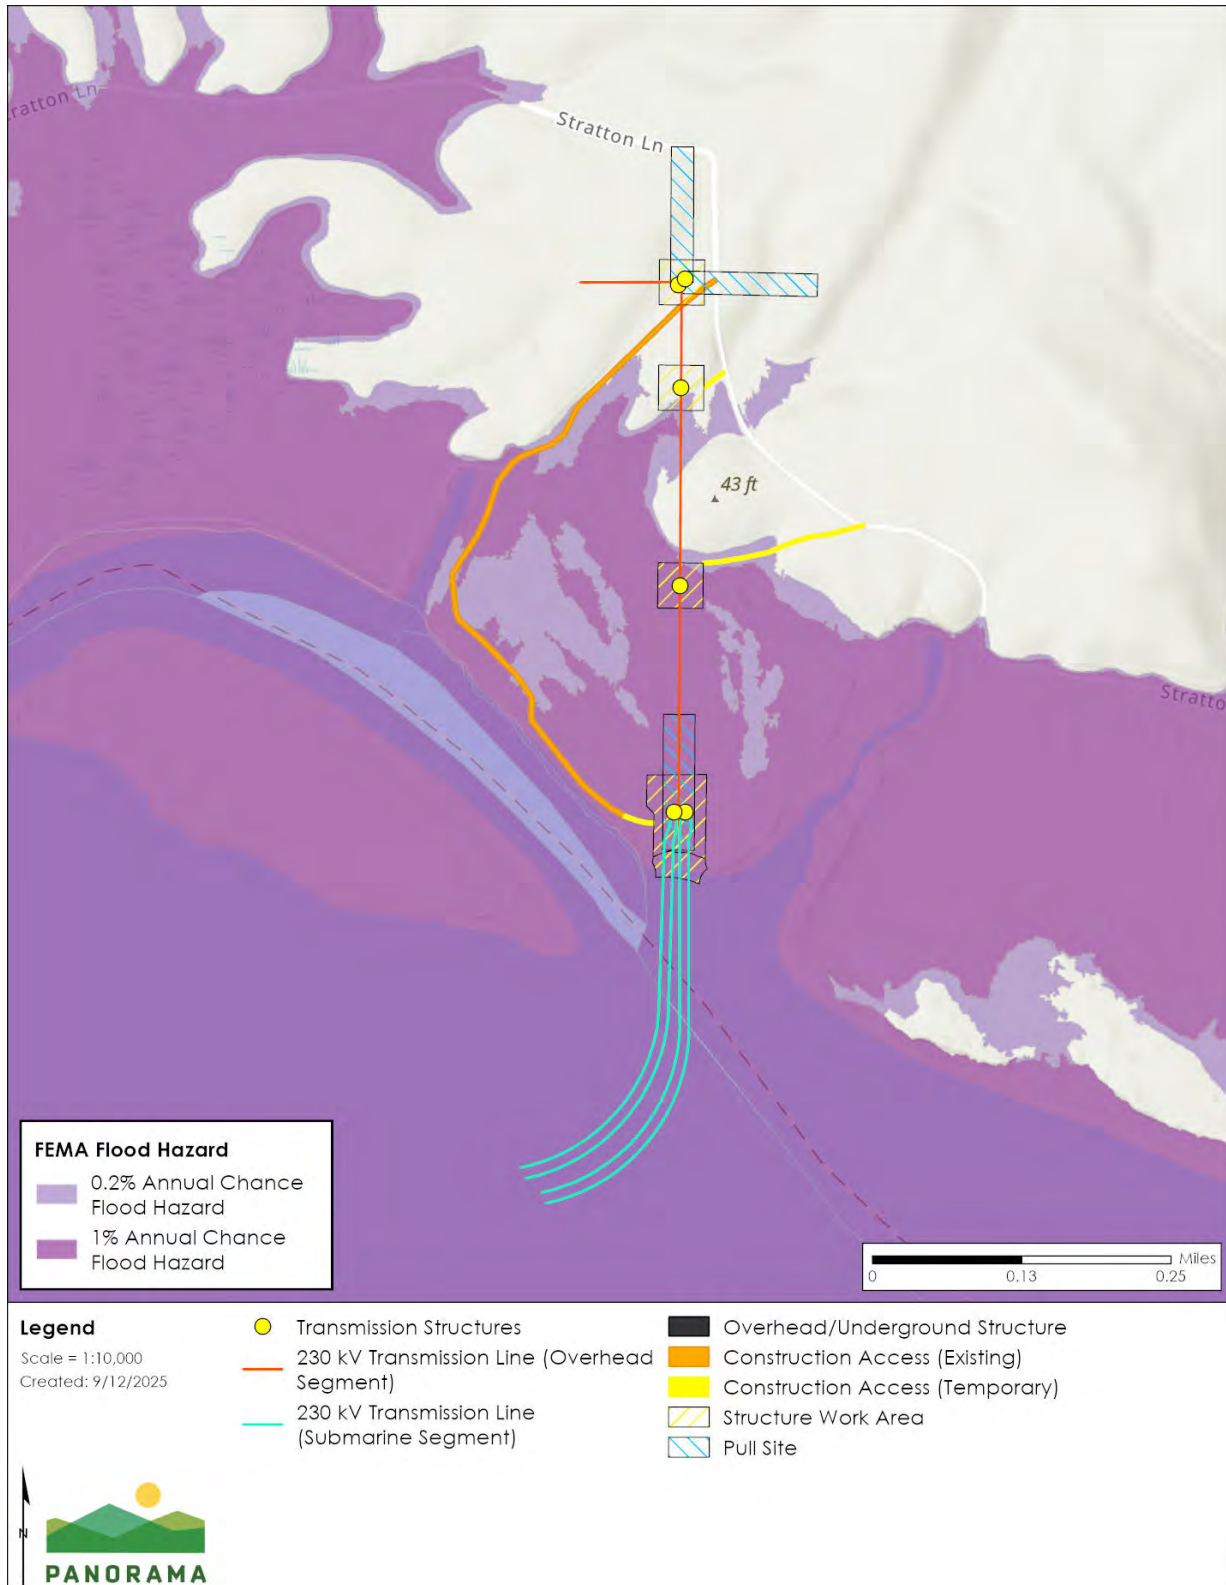 Stratton Ln
ratton Ln
43 ft
Stratton
FEMA Flood Hazard
0.2% Annual Chance
Flood Hazard
1% Annual Chance
Flood Hazard
Miles
0
0.13
0.25
Legend
Scale = 1:10,000
Created: 9/12/2025
N
PANORAMA
Transmission Structures
230 kV Transmission Line (Overhead
Segment)
230 kV Transmission Line
(Submarine Segment)
Overhead/Underground Structure
Construction Access (Existing)
Construction Access (Temporary)
Structure Work Area
Pull Site